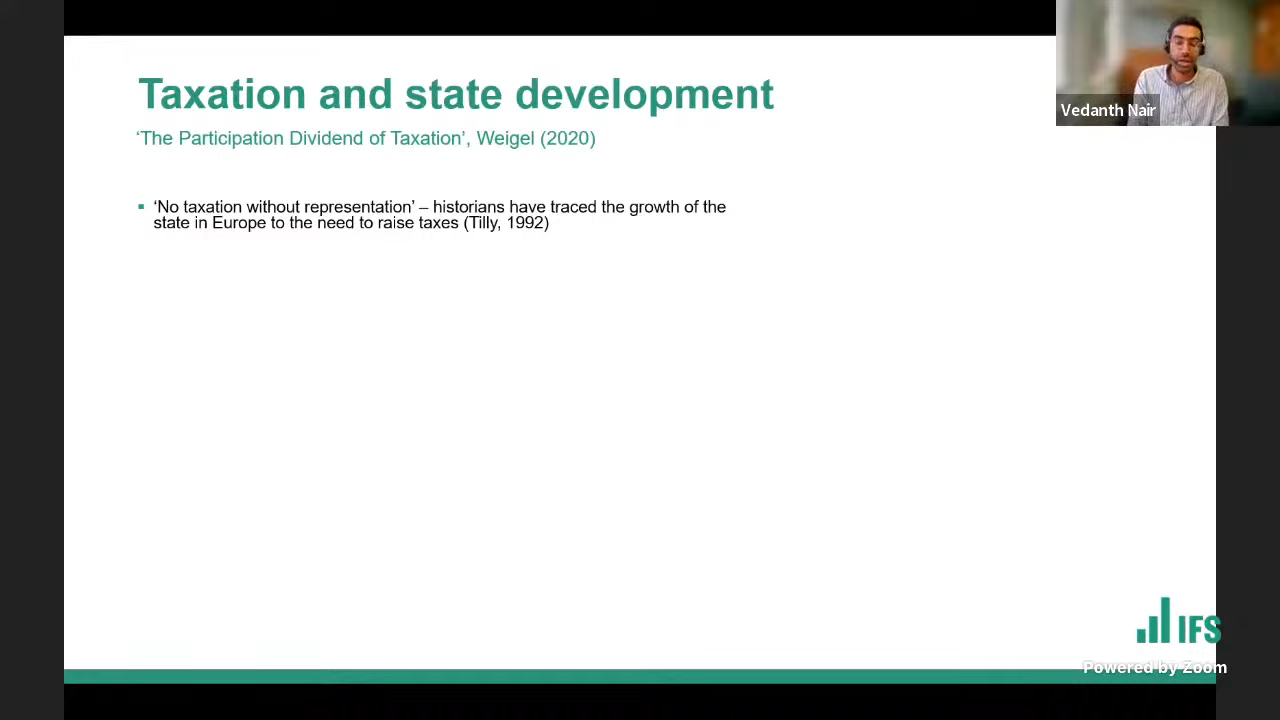 Taxation and state development
‘The Participation Dividend of Taxation’, Weigel (2020)
‘No taxation without representation’ – historians have traced the growth of the
state in Europe to the need to raise taxes (Tilly, 1992)
Vedanth Nair
IFS
Powered by Zoom